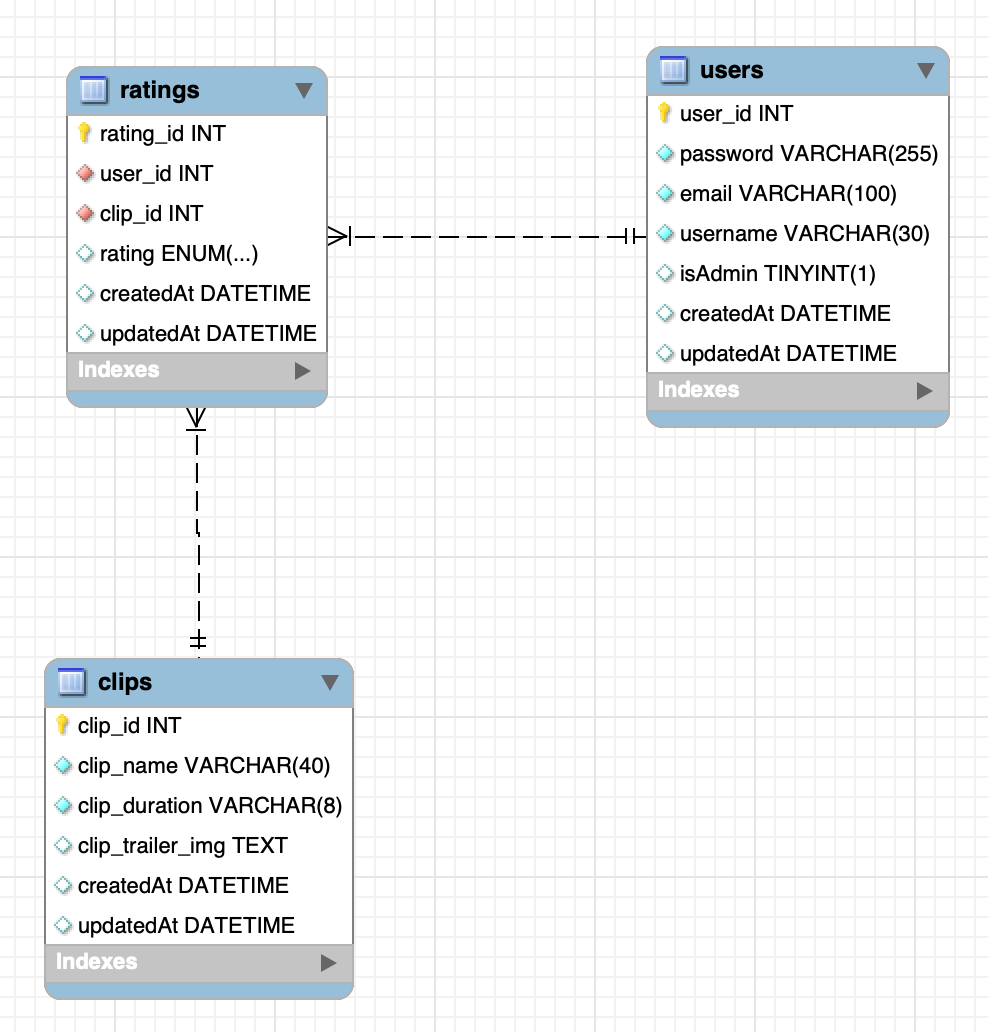 ratings
rating_id INT
user_id INT
clip_id INT
rating ENUM(...)
createdAt DATETIME
updatedAt DATETIME
Indexes
users
user_id INT
password VARCHAR(255)
email VARCHAR(100)
username VARCHAR(30)
isAdmin TINYINT(1)
createdAt DATETIME
updatedAt DATETIME
Indexes
clips
clip_id INT
clip_name VARCHAR(40)
clip_duration VARCHAR(8)
clip_trailer_img TEXT
createdAt DATETIME
updatedAt DATETIME
Indexes